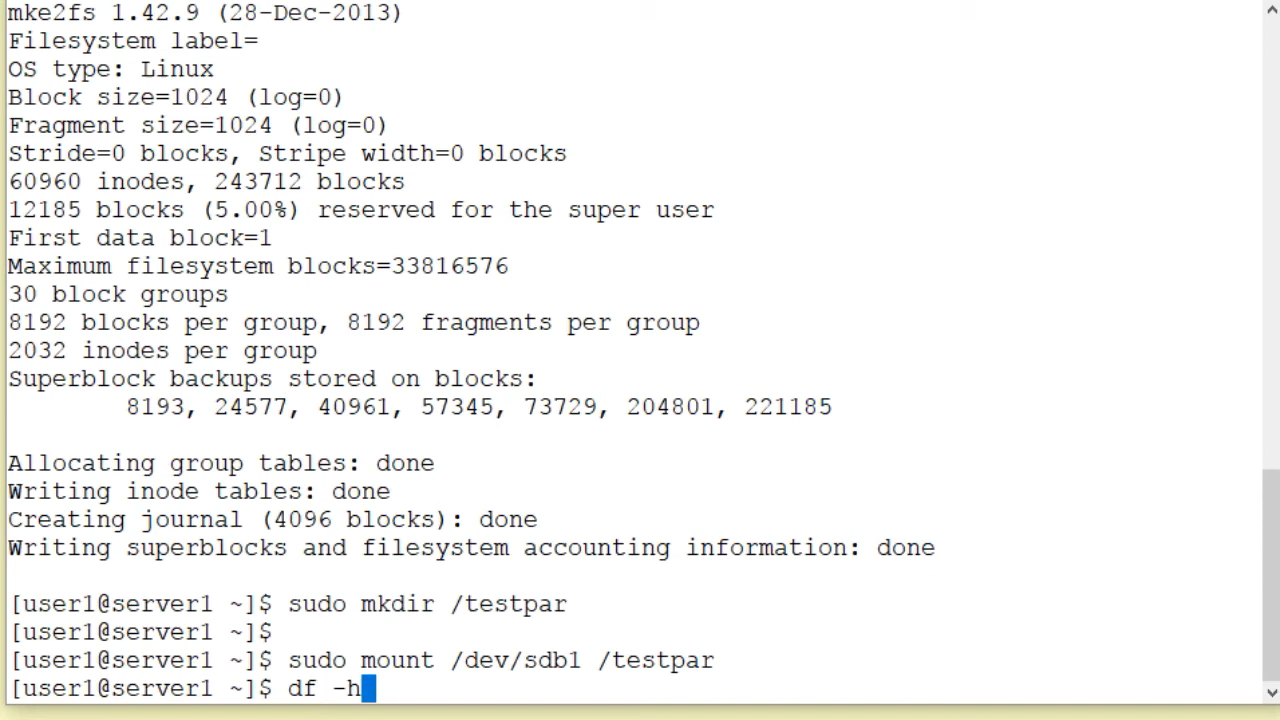 mke2fs 1.42.9 (28-Dec-2013)
Filesystem label=
OS type: Linux
Block size=1024 (log=0)
Fragment size=1024 (log=0)
Stride=0 blocks, Stripe width=0 blocks
60960 inodes, 243712 blocks
12185 blocks (5.00%) reserved for the super user
First data block=1
Maximum filesystem blocks=33816576
30 block groups
8192 blocks per group, 8192 fragments per group
2032 inodes per group
Superblock backups stored on blocks:
        8193, 24577, 40961, 57345, 73729, 204801, 221185
Allocating group tables: done
Writing inode tables: done
Creating journal (4096 blocks): done
Writing superblocks and filesystem accounting information: done
[user1@server1 ~]$ sudo mkdir /testpar
[user1@server1 ~]$
[user1@server1 ~]$ sudo mount /dev/sdb1 /testpar
[user1@server1 ~]$ df -h